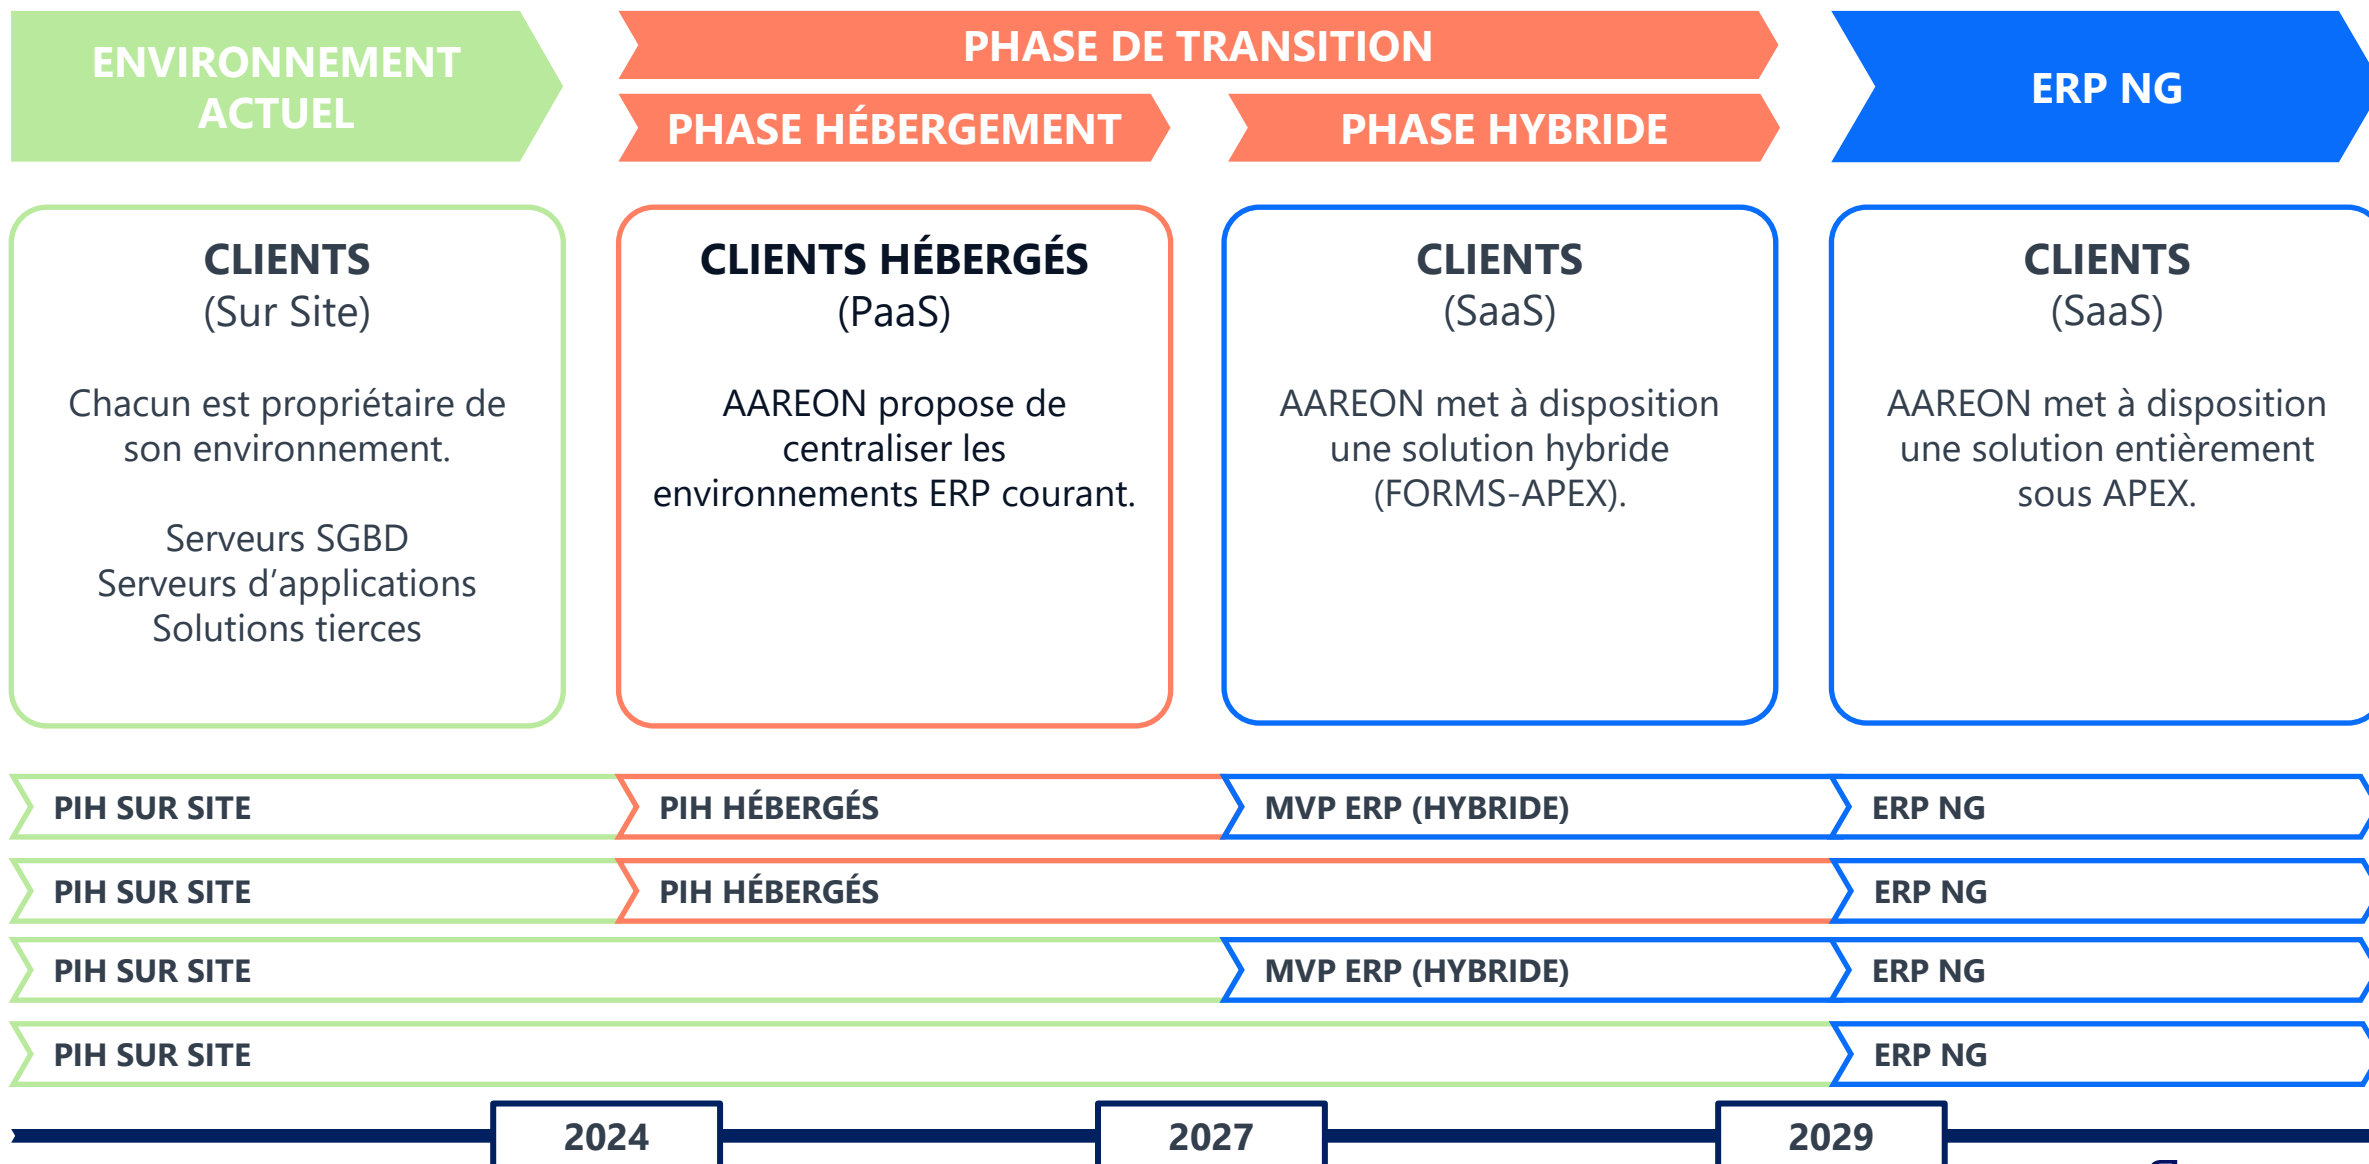 ENVIRONNEMENT
ACTUEL
PHASE DE TRANSITION
PHASE HÉBERGEMENT
PHASE HYBRIDE
ERP NG
CLIENTS
(Sur Site)
Chacun est propriétaire de
son environnement.
Serveurs SGBD
Serveurs d’applications
Solutions tierces
CLIENTS HÉBERGÉS
(PaaS)
AAREON propose de
centraliser les
environnements ERP courant.
CLIENTS
(SaaS)
AAREON met à disposition
une solution hybride
(FORMS-APEX).
CLIENTS
(SaaS)
AAREON met à disposition
une solution entièrement
sous APEX.
PIH SUR SITE
PIH HÉBERGÉS
MVP ERP (HYBRIDE)
ERP NG
PIH SUR SITE
PIH HÉBERGÉS
ERP NG
PIH SUR SITE
MVP ERP (HYBRIDE)
ERP NG
PIH SUR SITE
ERP NG
2024
2027
2029